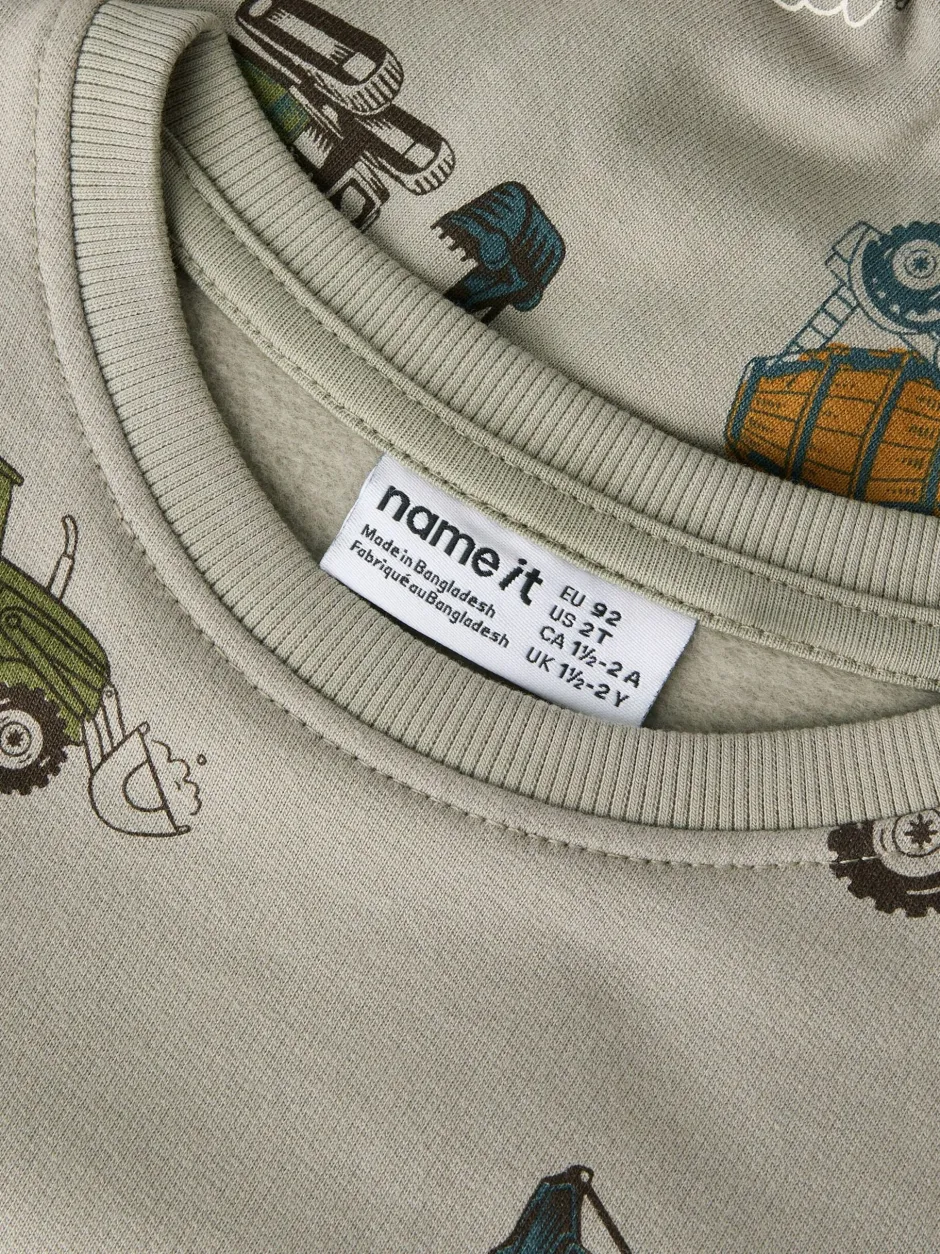 name it
Made in Bangladesh
Fabriqué au Bangladesh
EU 92
US 2T
CA 1½-2 A
UK 1½-2 Y